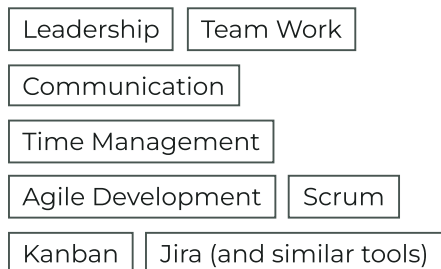 Leadership Team Work
Communication
Time Management
Agile Development Scrum
Kanban Jira (and similar tools)